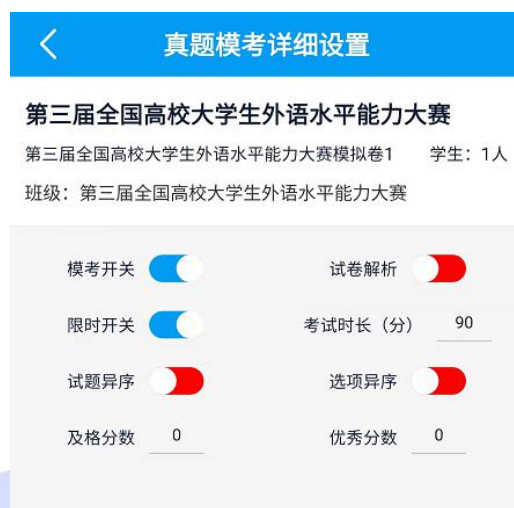 真题模考详细设置
第三届全国高校大学生外语水平能力大赛
第三届全国高校大学生外语水平能力大赛模拟卷1 学生：1人
班级：第三届全国高校大学生外语水平能力大赛
模考开关 试卷解析
限时开关 考试时长（分） 90
试题异序 选项异序
及格分数 0 优秀分数 0